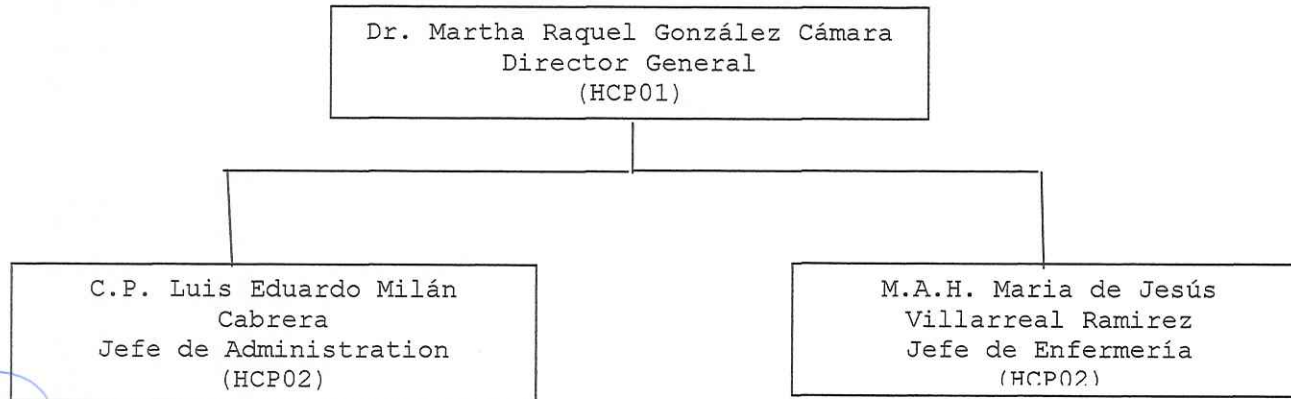 Dr. Martha Raquel González Cámara
Director General
(HCP01)
C.P. Luis Eduardo Milán
Cabrera
Jefe de Administration
(HCP02)
M.A.H. Maria de Jesús
Villarreal Ramirez
Jefe de Enfermería
(HCP02)